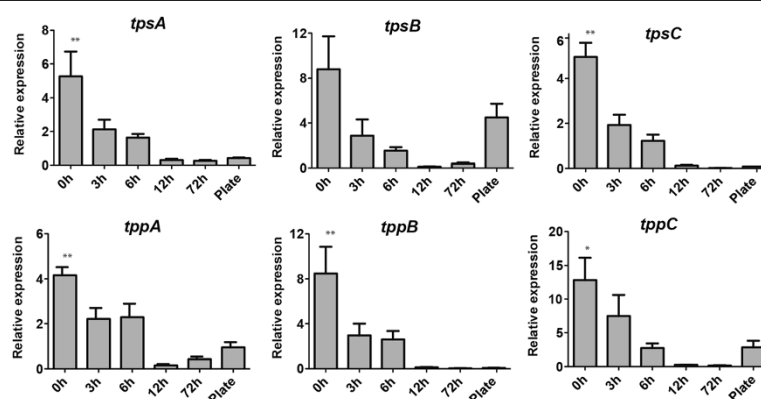 tpsA
Relative expression
8
6
4
2
0
**
0h
3h
6h
12h
72h
Plate
tpsB
Relative expression
12
8
4
0
0h
3h
6h
12h
72h
Plate
tpsC
Relative expression
6
4
2
0
**
0h
3h
6h
12h
72h
Plate
tppA
Relative expression
6
4
2
0
**
0h
3h
6h
12h
72h
Plate
tppB
Relative expression
12
8
4
0
**
0h
3h
6h
12h
72h
Plate
tppC
Relative expression
20
15
10
5
0
*
0h
3h
6h
12h
72h
Plate